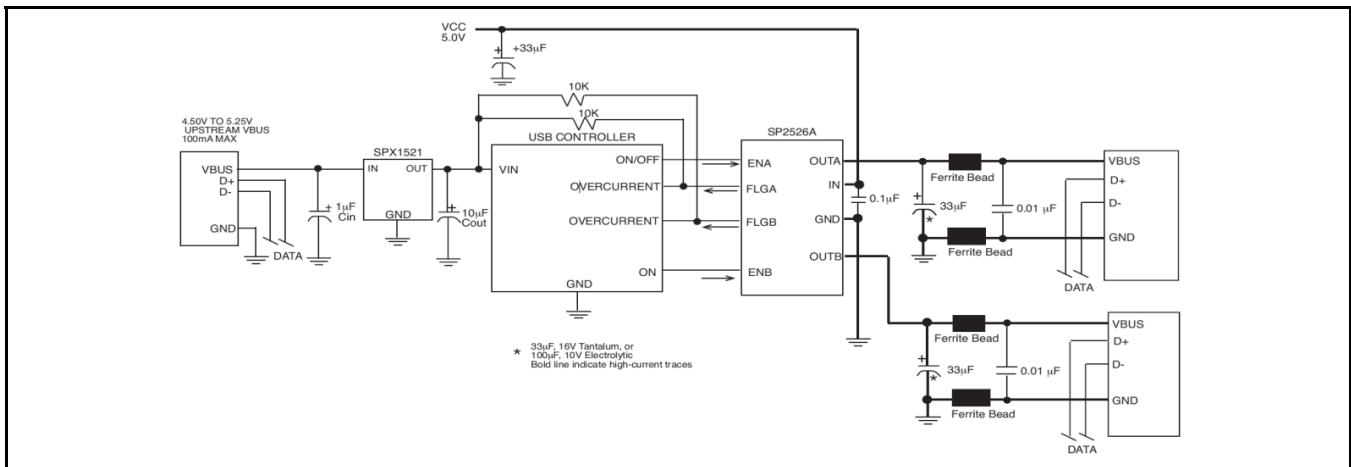 VCC
5.0V
+
+33µF
10K
10K
4.50V TO 5.25V
UPSTREAM VBUS
100mA MAX
VBUS
D+
D-
GND
DATA
+
1µF
Cin
SPX1521
IN
OUT
GND
+
10µF
Cout
USB CONTROLLER
VIN
ON/OFF
OVERCURRENT
OVERCURRENT
ON
GND
SP2526A
ENA
FLGA
FLGB
ENB
OUTA
IN
GND
OUTB
0.1µF
Ferrite Bead
+
33µF
*
0.01 µF
Ferrite Bead
VBUS
D+
D-
GND
DATA
Ferrite Bead
+
33µF
*
0.01 µF
Ferrite Bead
VBUS
D+
D-
GND
DATA
* 33µF, 16V Tantalum, or
100µF, 10V Electrolytic
Bold line indicate high-current traces